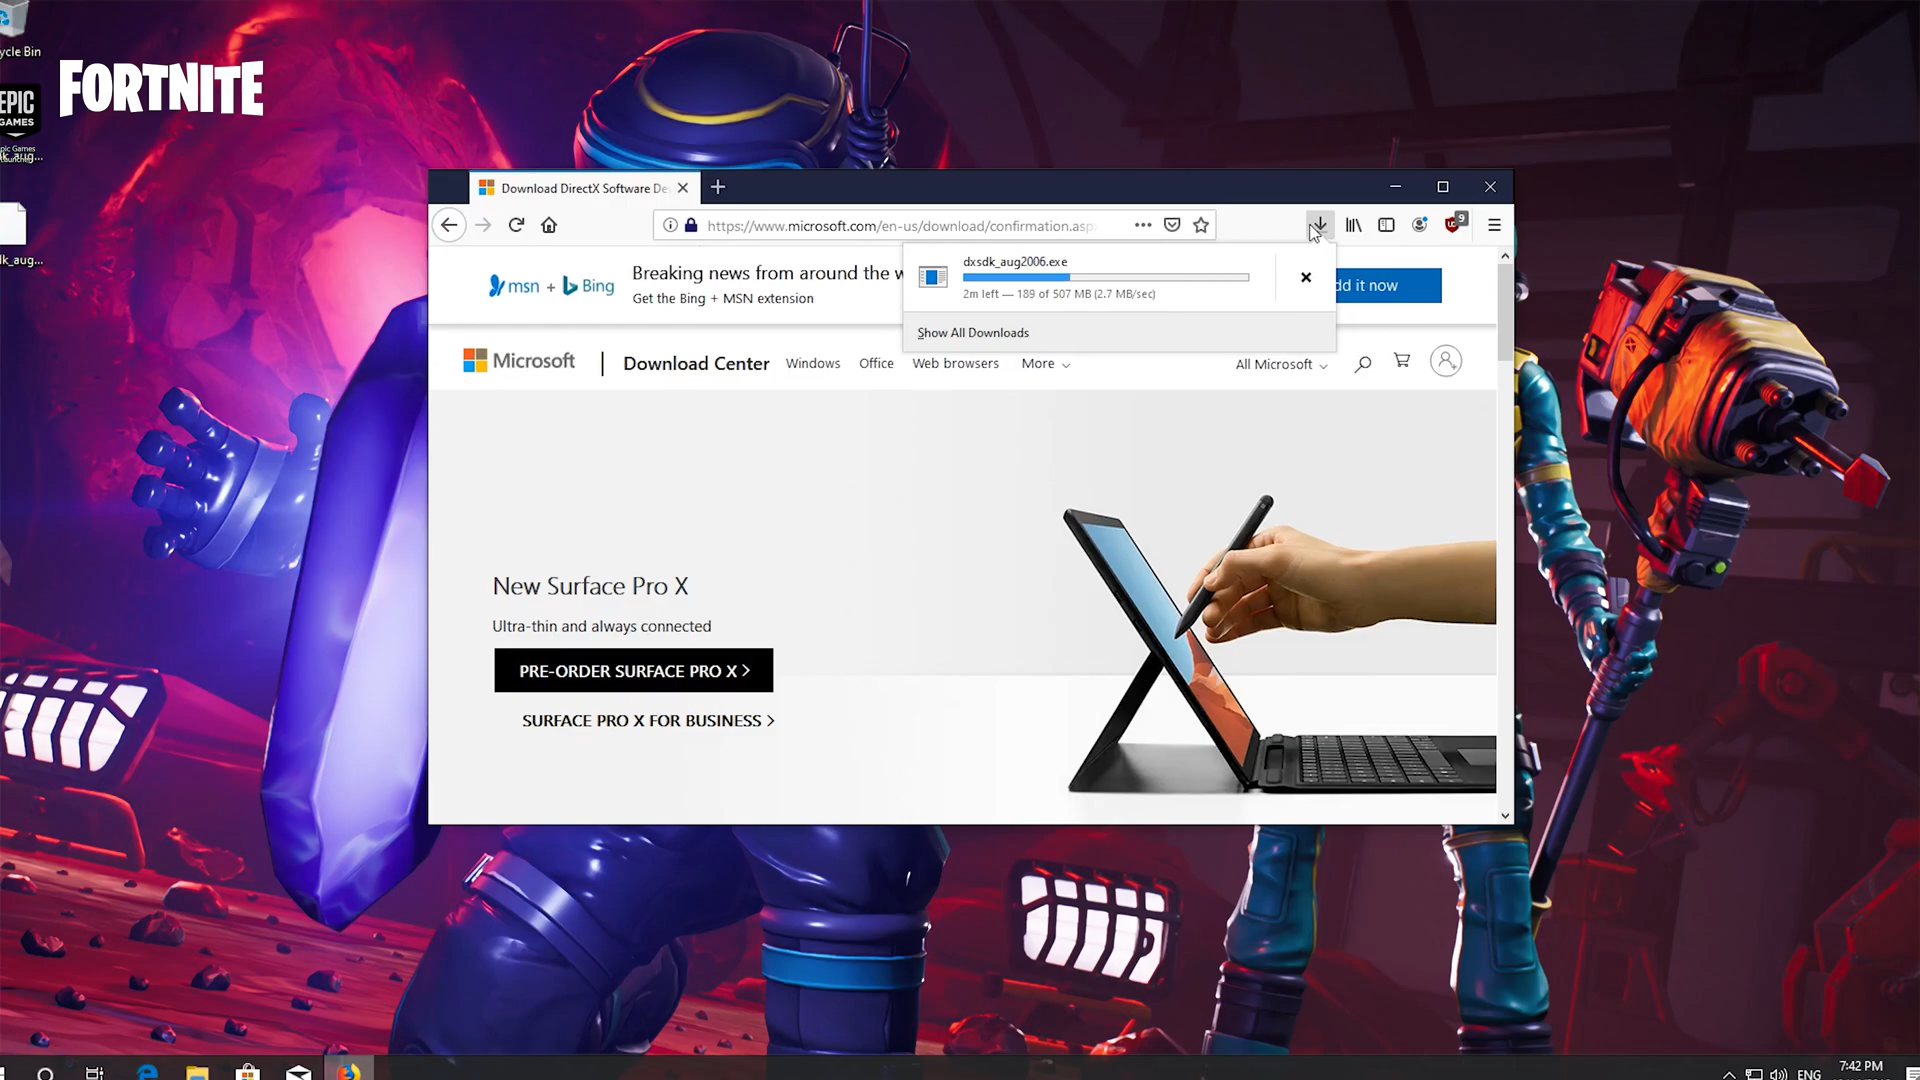 ycle Bin
FORTNITE
EPIC
GAMES
pic Games
k_aug...
Download DirectX Software De
9
https://www.microsoft.com/en-us/download/confirmation.asp
dxsdk_aug2006.exe
2m left — 189 of 507 MB (2.7 MB/sec)
Show All Downloads
msn + Bing
Breaking news from around the w
Get the Bing + MSN extension
dd it now
Microsoft
Download Center
Windows
Office
Web browsers
More
All Microsoft
New Surface Pro X
Ultra-thin and always connected
PRE-ORDER SURFACE PRO X >
SURFACE PRO X FOR BUSINESS >
ENG
7:42 PM